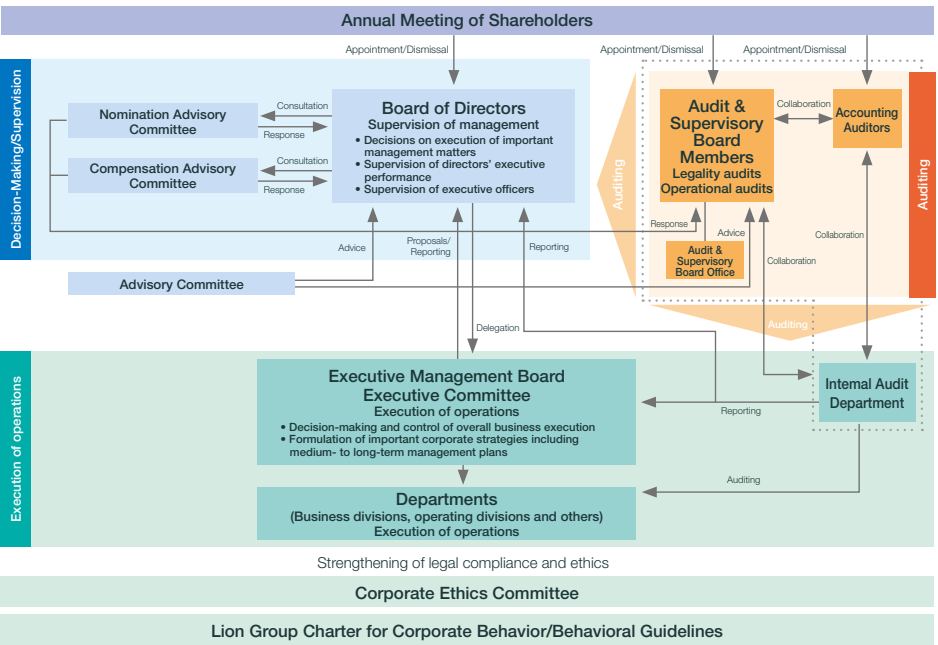 Annual Meeting of Shareholders
Appointment/Dismissal
Appointment/Dismissal
Appointment/Dismissal
Decision-Making/Supervision
Nomination Advisory
Committee
Consultation
Response
Compensation Advisory
Committee
Consultation
Response
Board of Directors
Supervision of management
• Decisions on execution of important
management matters
• Supervision of directors' executive
performance
• Supervision of executive officers
Auditing
Audit &
Supervisory
Board
Members
Legality audits
Operational audits
Collaboration
Accounting
Auditors
Auditing
Response
Advice
Audit &
Supervisory
Board Office
Collaboration
Collaboration
Advice
Proposals/
Reporting
Reporting
Advisory Committee
Delegation
Auditing
Execution of operations
Executive Management Board
Executive Committee
Execution of operations
• Decision-making and control of overall business execution
• Formulation of important corporate strategies including
medium- to long-term management plans
Internal Audit
Department
Reporting
Auditing
Departments
(Business divisions, operating divisions and others)
Execution of operations
Strengthening of legal compliance and ethics
Corporate Ethics Committee
Lion Group Charter for Corporate Behavior/Behavioral Guidelines